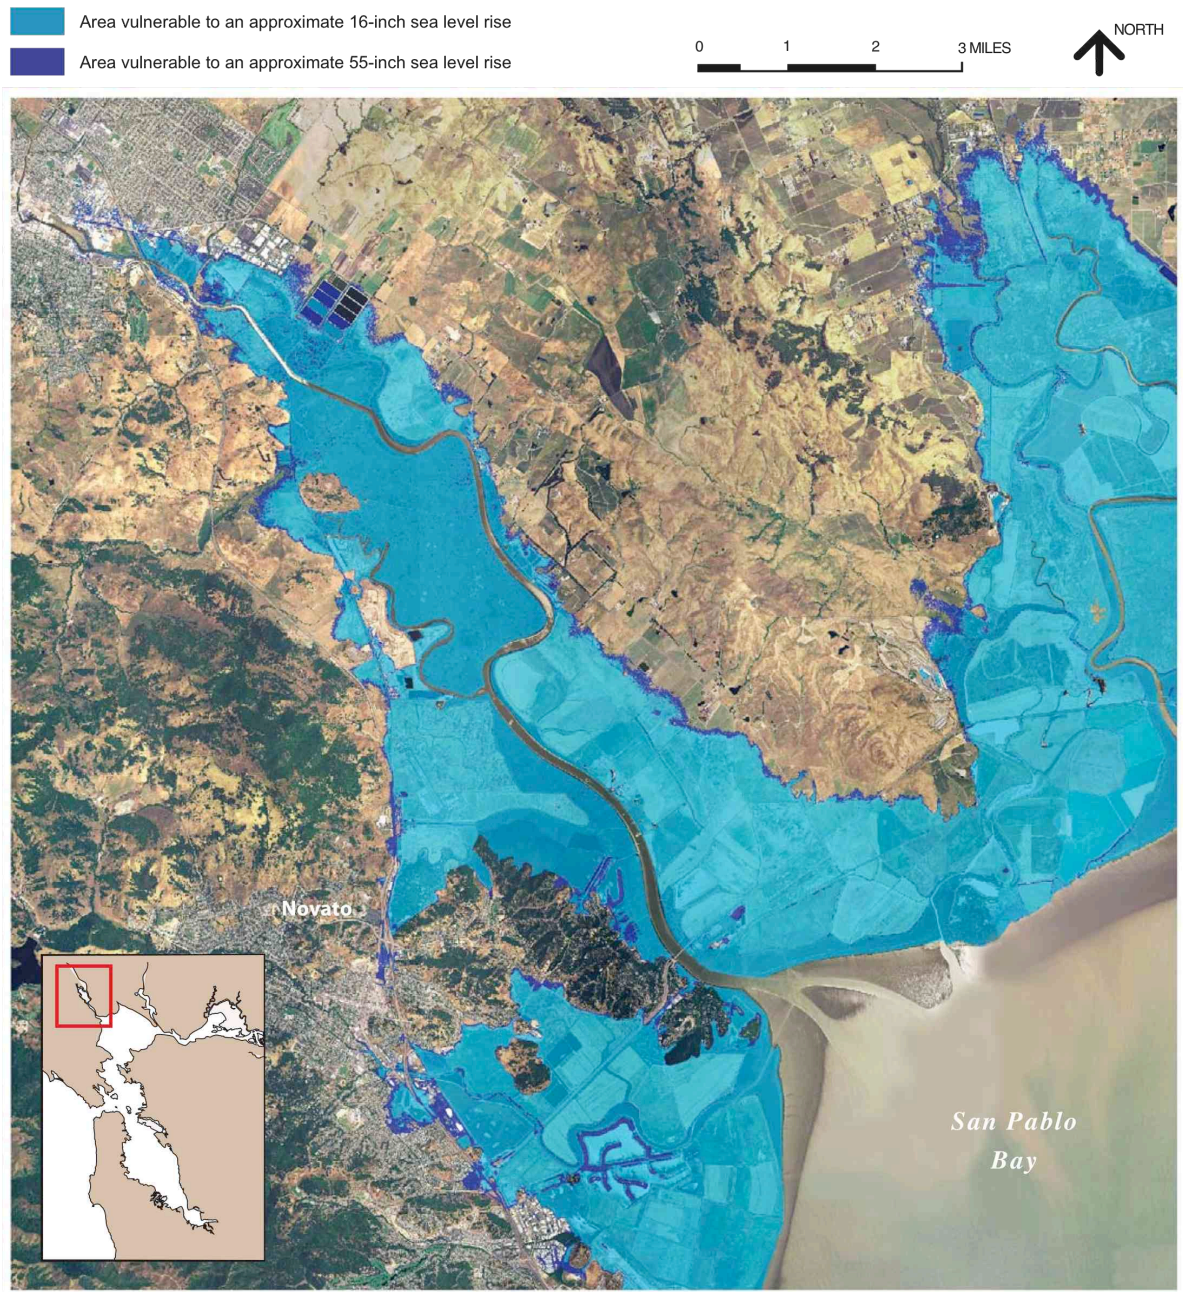 Area vulnerable to an approximate 16-inch sea level rise
Area vulnerable to an approximate 55-inch sea level rise
0 1 2 3 MILES
NORTH
Novato
San Pablo
Bay